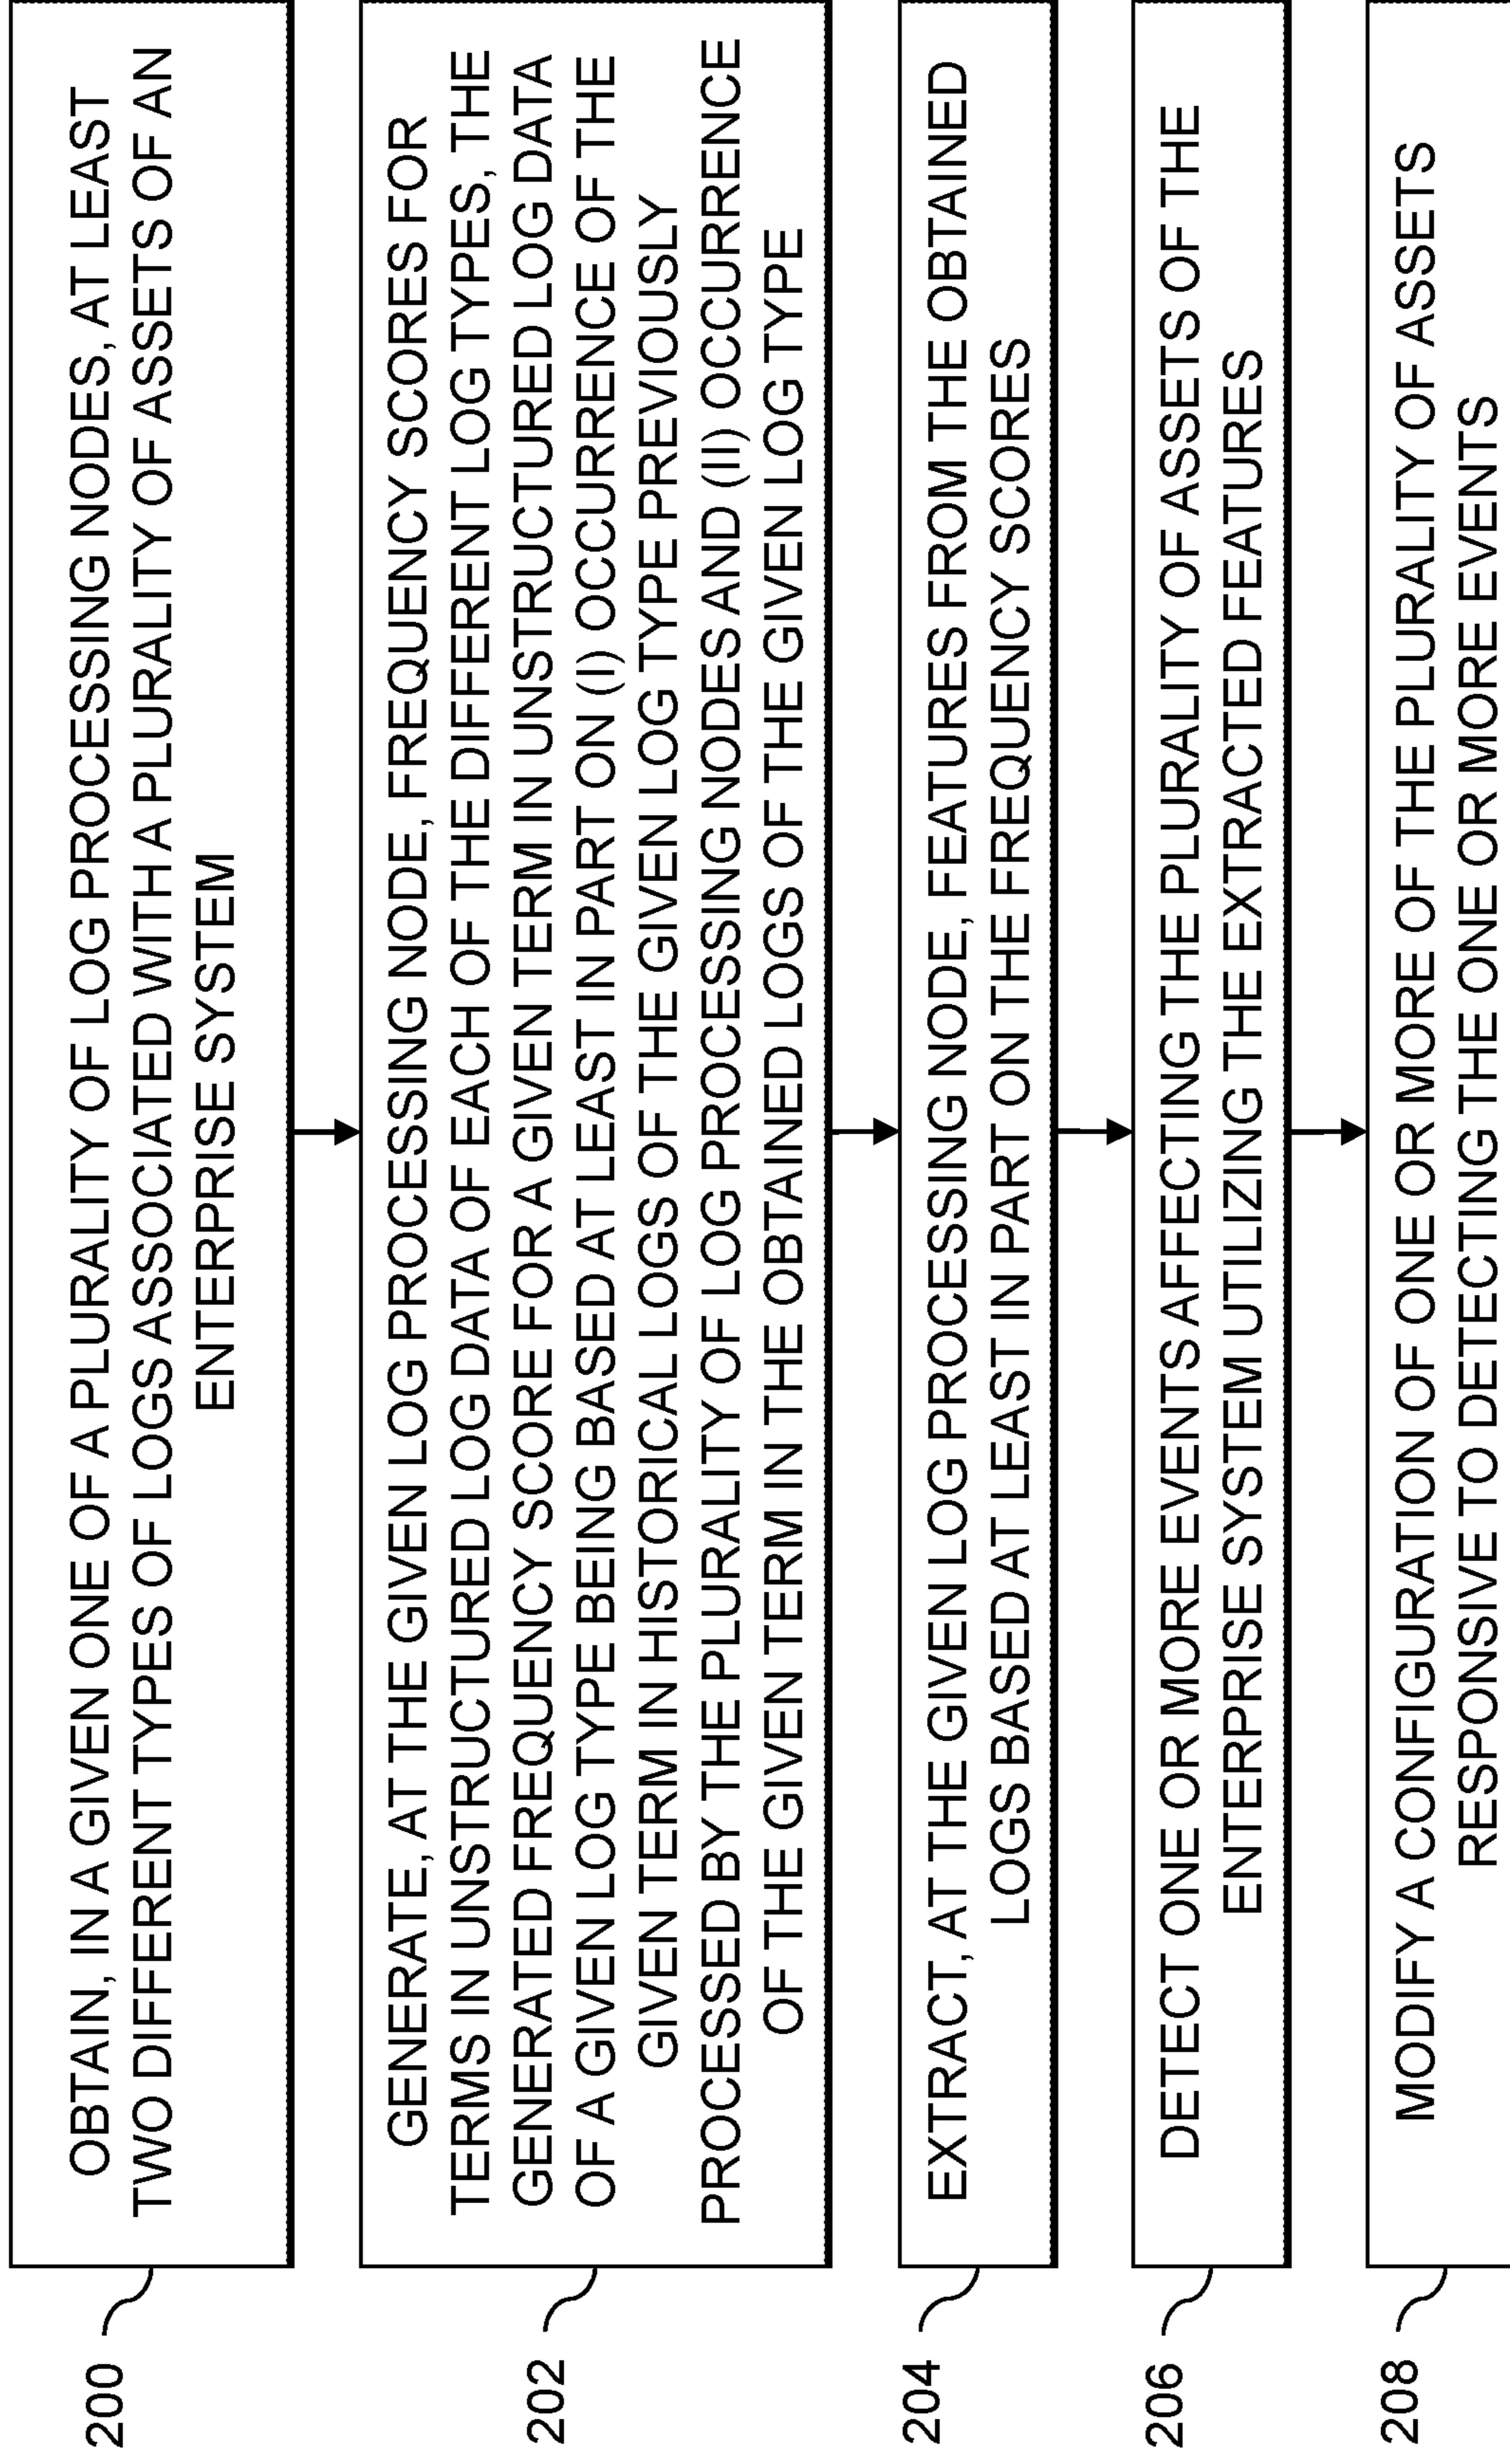 200
OBTAIN, IN A GIVEN ONE OF A PLURALITY OF LOG PROCESSING NODES, AT LEAST
TWO DIFFERENT TYPES OF LOGS ASSOCIATED WITH A PLURALITY OF ASSETS OF AN
ENTERPRISE SYSTEM
202
GENERATE, AT THE GIVEN LOG PROCESSING NODE, FREQUENCY SCORES FOR
TERMS IN UNSTRUCTURED LOG DATA OF EACH OF THE DIFFERENT LOG TYPES, THE
GENERATED FREQUENCY SCORE FOR A GIVEN TERM IN UNSTRUCTURED LOG DATA
OF A GIVEN LOG TYPE BEING BASED AT LEAST IN PART ON (I) OCCURRENCE OF THE
GIVEN TERM IN HISTORICAL LOGS OF THE GIVEN LOG TYPE PREVIOUSLY
PROCESSED BY THE PLURALITY OF LOG PROCESSING NODES AND (II) OCCURRENCE
OF THE GIVEN TERM IN THE OBTAINED LOGS OF THE GIVEN LOG TYPE
204
EXTRACT, AT THE GIVEN LOG PROCESSING NODE, FEATURES FROM THE OBTAINED
LOGS BASED AT LEAST IN PART ON THE FREQUENCY SCORES
206
DETECT ONE OR MORE EVENTS AFFECTING THE PLURALITY OF ASSETS OF THE
ENTERPRISE SYSTEM UTILIZING THE EXTRACTED FEATURES
208
MODIFY A CONFIGURATION OF ONE OR MORE OF THE PLURALITY OF ASSETS
RESPONSIVE TO DETECTING THE ONE OR MORE EVENTS